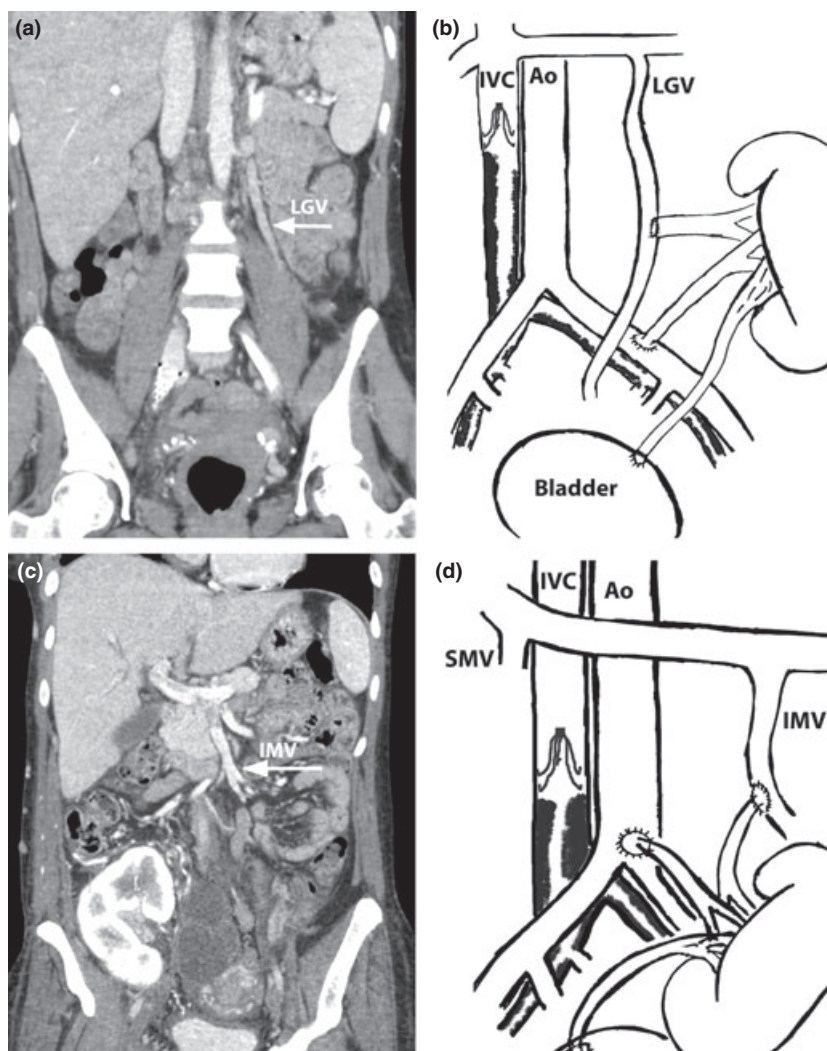 (a)
LGV
(b)
IVC
Ao
LGV
Bladder
(c)
IMV
(d)
IVC
Ao
SMV
IMV